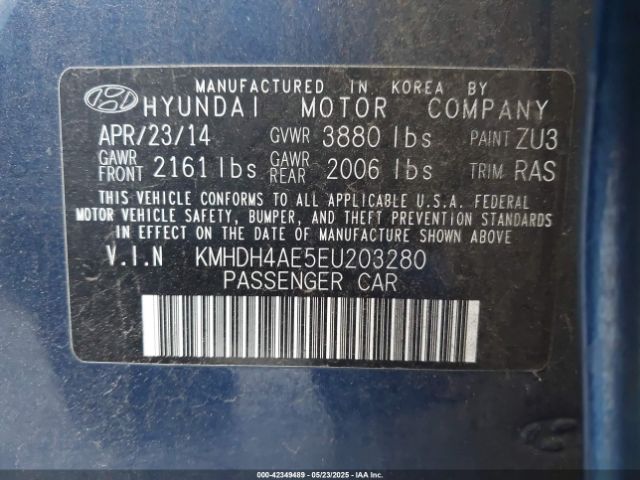 MANUFACTURED IN KOREA BY
HYUNDAI MOTOR COMPANY
APR/23/14 GVWR 3880 lbs PAINT ZU3
GAWR FRONT 2161 lbs GAWR REAR 2006 lbs TRIM RAS
THIS VEHICLE CONFORMS TO ALL APPLICABLE U.S.A. FEDERAL
MOTOR VEHICLE SAFETY, BUMPER, AND THEFT PREVENTION STANDARDS
IN EFFECT ON THE DATE OF MANUFACTURE SHOWN ABOVE
V.I.N KMHDH4AE5EU203280
PASSENGER CAR
000-42349489 - 05/23/2025 - IAA Inc.